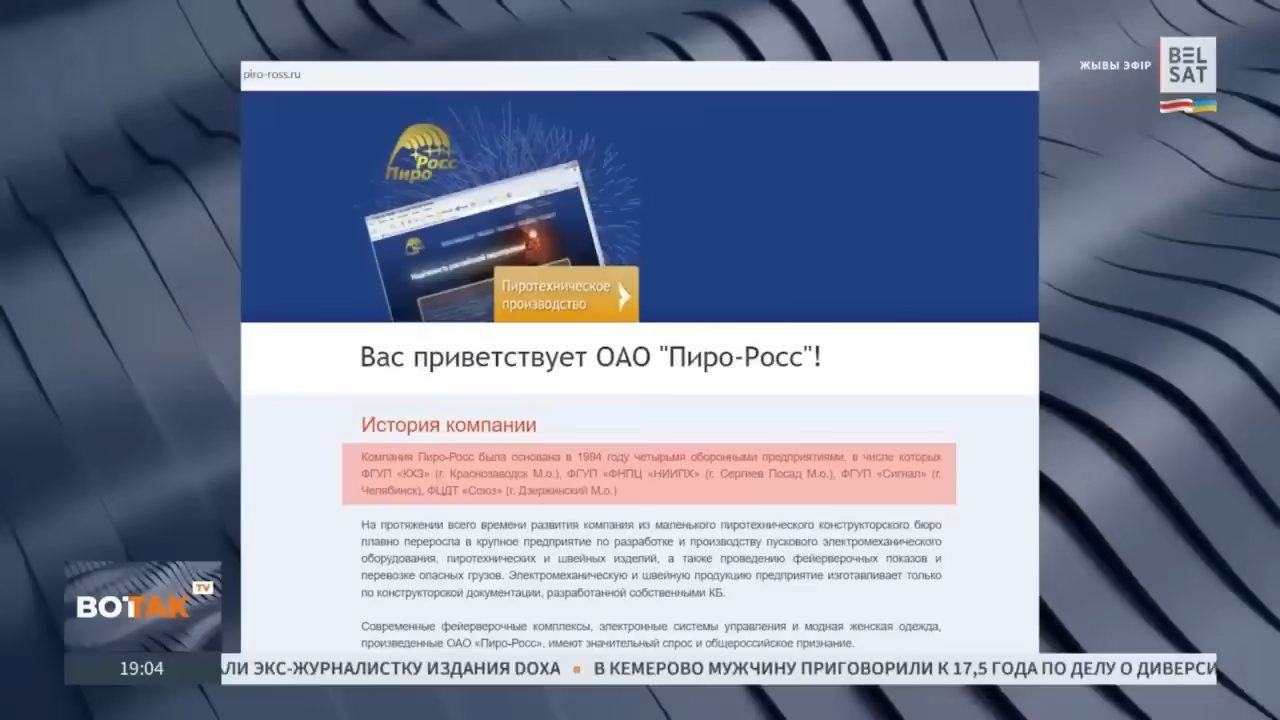 piro-ross.ru
ЖЫВЫ ЭФІР
BEL
SAT
Пиро Росс
Пиротехническое
производство
Вас приветствует ОАО "Пиро-Росс"!
История компании
Компания Пиро-Росс была основана в 1994 году четырьмя оборонными предприятиями, в числе которых
ФГУП «КХЗ» (г. Краснозаводск М.о.), ФГУП «ФНПЦ «НИИПХ» (г. Сергиев Посад М.о.), ФГУП «Сигнал» (г.
Челябинск), ФЦДТ «Союз» (г. Дзержинский М.о.)
На протяжении всего времени развития компания из маленького пиротехнического конструкторского бюро
плавно переросла в крупное предприятие по разработке и производству пускового электромеханического
оборудования, пиротехнических и швейных изделий, а также проведению фейерверочных показов и
перевозке опасных грузов. Электромеханическую и швейную продукцию предприятие изготавливает только
по конструкторской документации, разработанной собственными КБ.
Современные фейерверочные комплексы, электронные системы управления и модная женская одежда,
произведенные ОАО «Пиро-Росс», имеют значительный спрос и общероссийское признание.
ВОТ ТАК TV
19:04
АЛИ ЭКС-ЖУРНАЛИСТКУ ИЗДАНИЯ DOXA ▪ В КЕМЕРОВО МУЖЧИНУ ПРИГОВОРИЛИ К 17,5 ГОДА ПО ДЕЛУ О ДИВЕРСИ